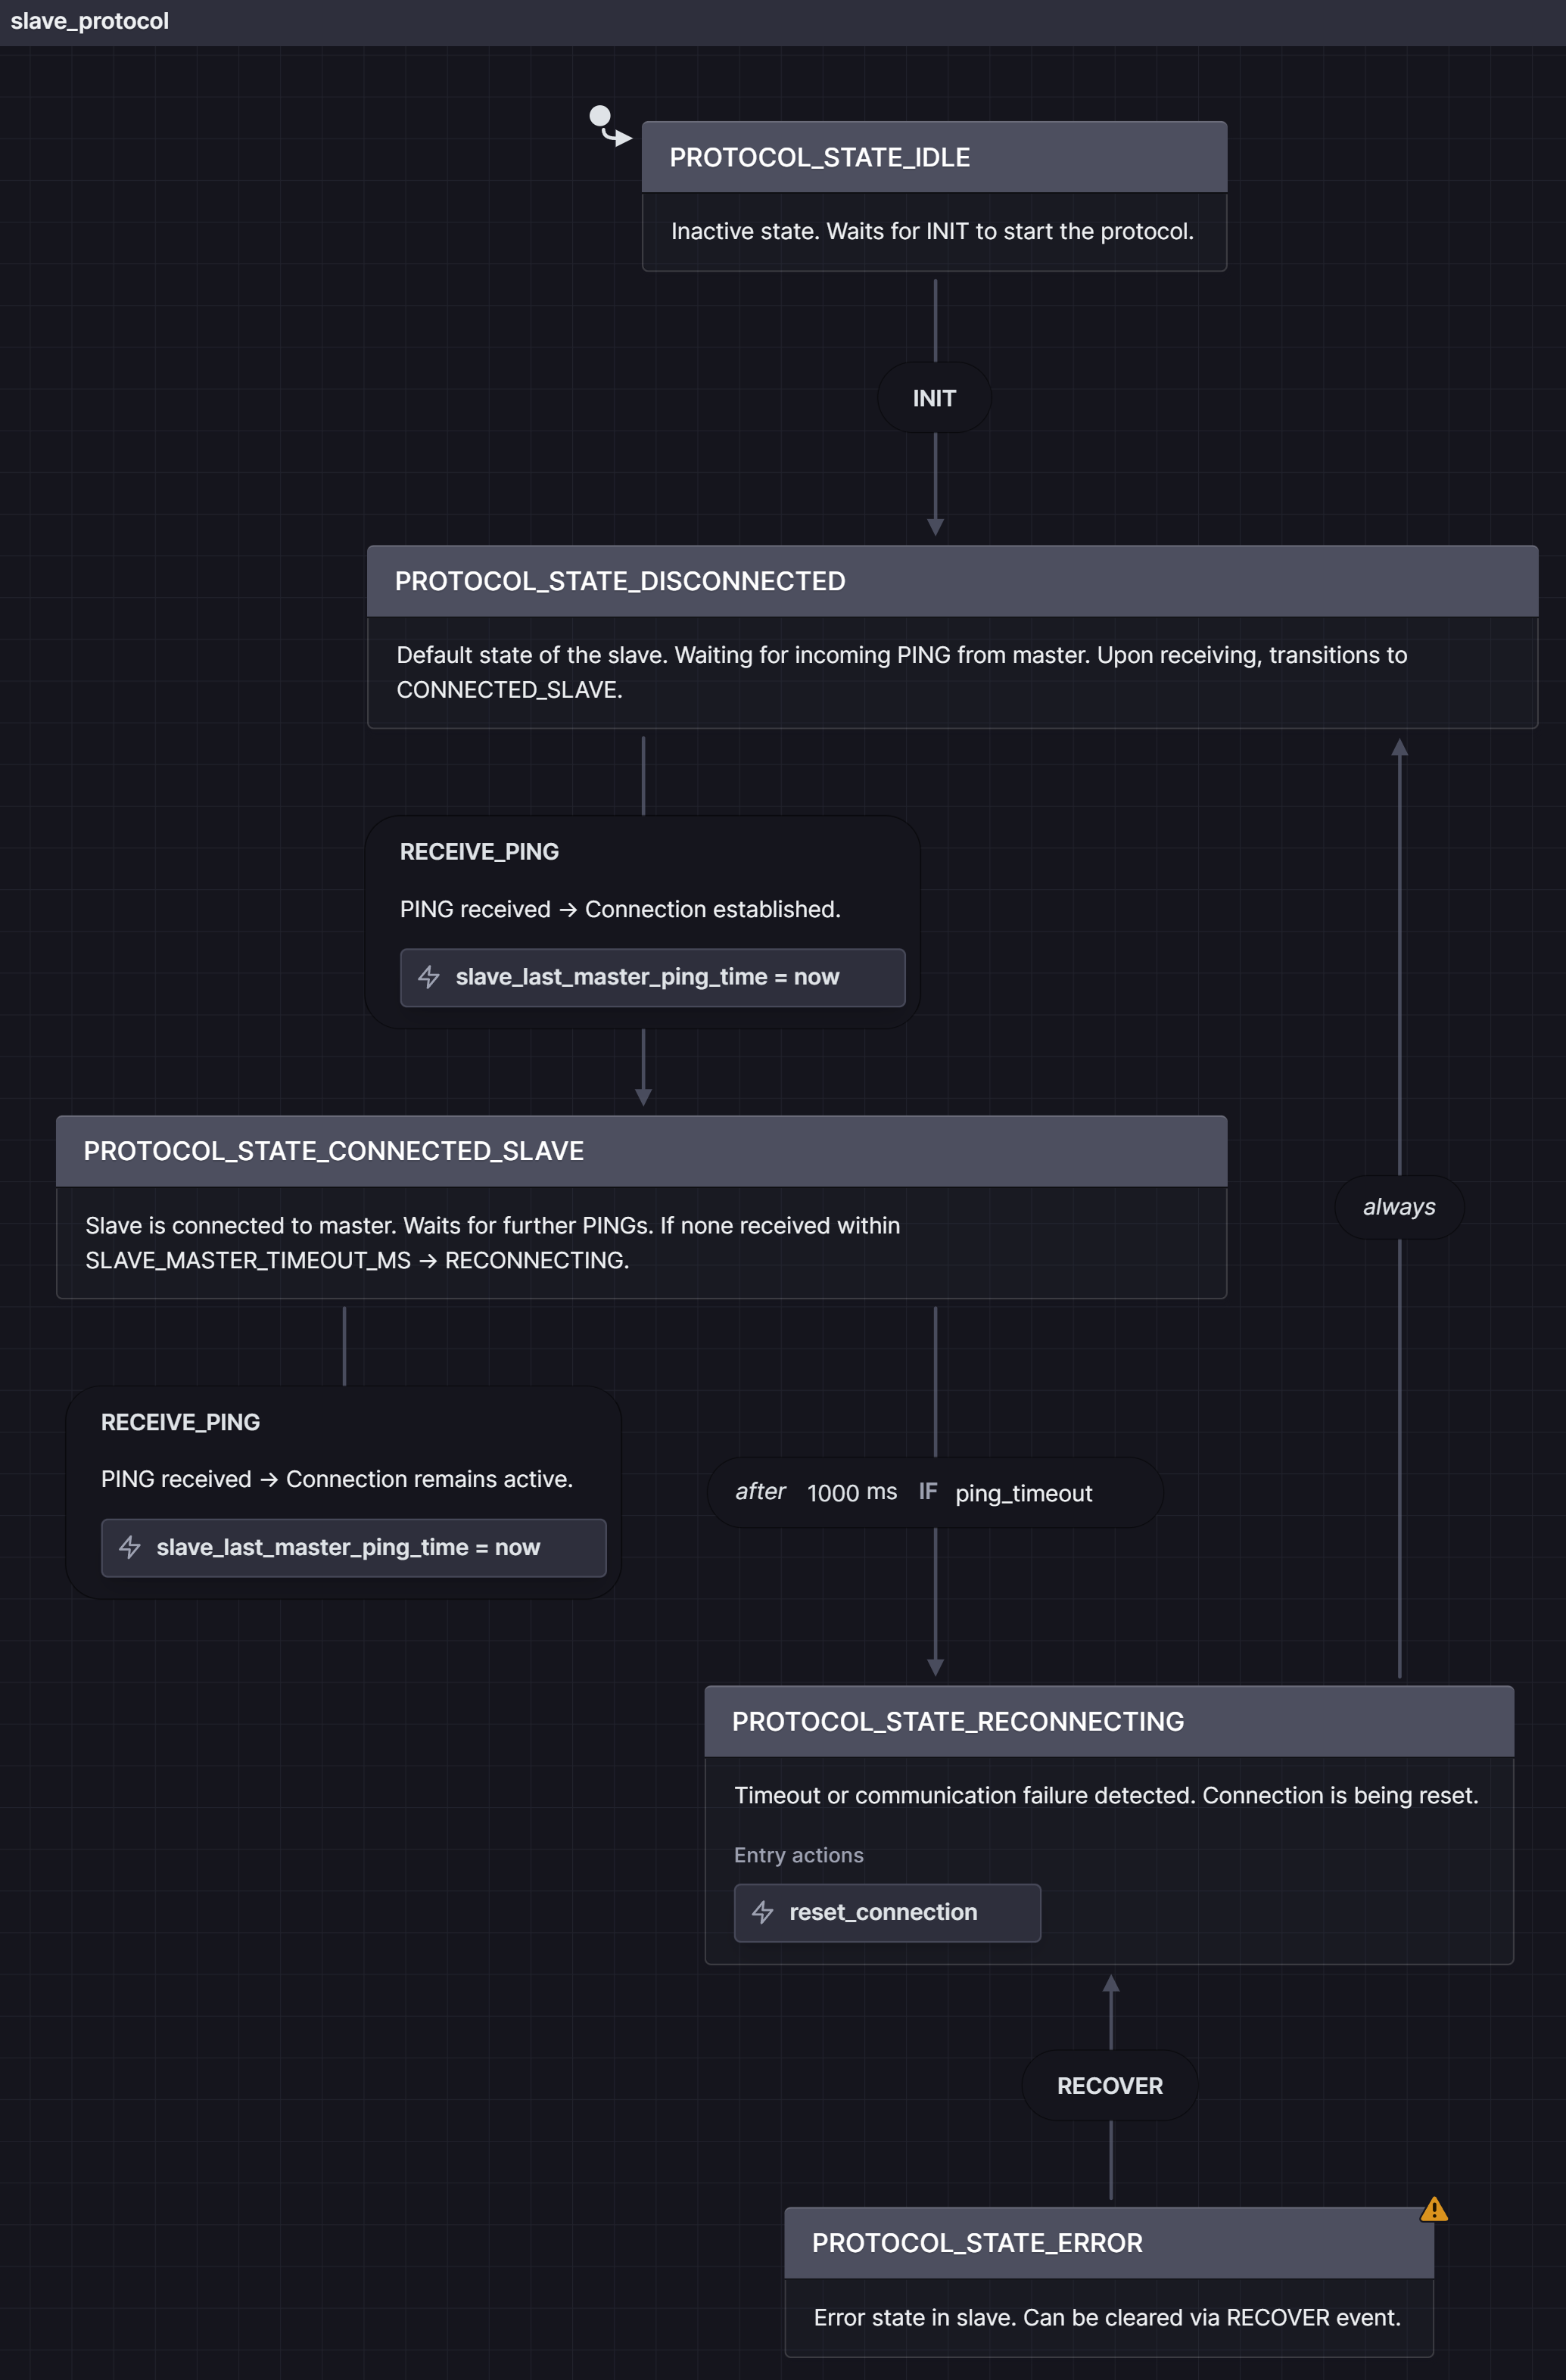 slave_protocol
PROTOCOL_STATE_IDLE
Inactive state. Waits for INIT to start the protocol.
INIT
PROTOCOL_STATE_DISCONNECTED
Default state of the slave. Waiting for incoming PING from master. Upon receiving, transitions to
CONNECTED_SLAVE.
RECEIVE_PING
PING received → Connection established.
slave_last_master_ping_time = now
PROTOCOL_STATE_CONNECTED_SLAVE
Slave is connected to master. Waits for further PINGs. If none received within
SLAVE_MASTER_TIMEOUT_MS → RECONNECTING.
always
RECEIVE_PING
PING received → Connection remains active.
slave_last_master_ping_time = now
after 1000 ms IF ping_timeout
PROTOCOL_STATE_RECONNECTING
Timeout or communication failure detected. Connection is being reset.
Entry actions
reset_connection
RECOVER
PROTOCOL_STATE_ERROR
Error state in slave. Can be cleared via RECOVER event.